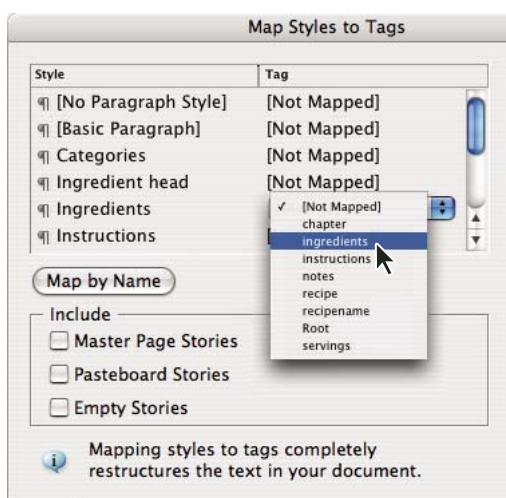 Map Styles to Tags
Style Tag
¶ [No Paragraph Style] [Not Mapped]
¶ [Basic Paragraph] [Not Mapped]
¶ Categories [Not Mapped]
¶ Ingredient head [Not Mapped]
¶ Ingredients
¶ Instructions
✓ [Not Mapped]
chapter
ingredients
instructions
notes
recipe
recipename
Root
servings
Map by Name
Include
Master Page Stories
Pasteboard Stories
Empty Stories
Mapping styles to tags completely
restructures the text in your document.